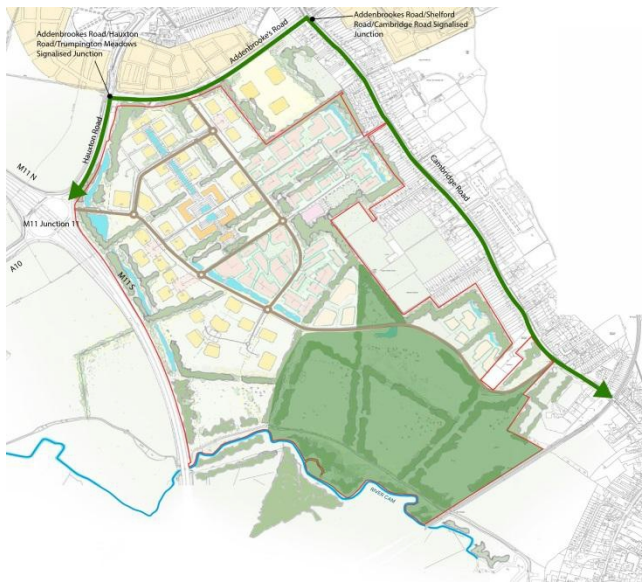 Addenbrookes Road/Hauxton
Road/Trumpington Meadows
Signalised Junction
Addenbrookes Road/Shelford
Road/Cambridge Road Signalised
Junction
Addenbrooke's Road
Hauxton Road
Cambridge Road
M11 N
M11 Junction 11
A10
M11 S
RIVER CAM